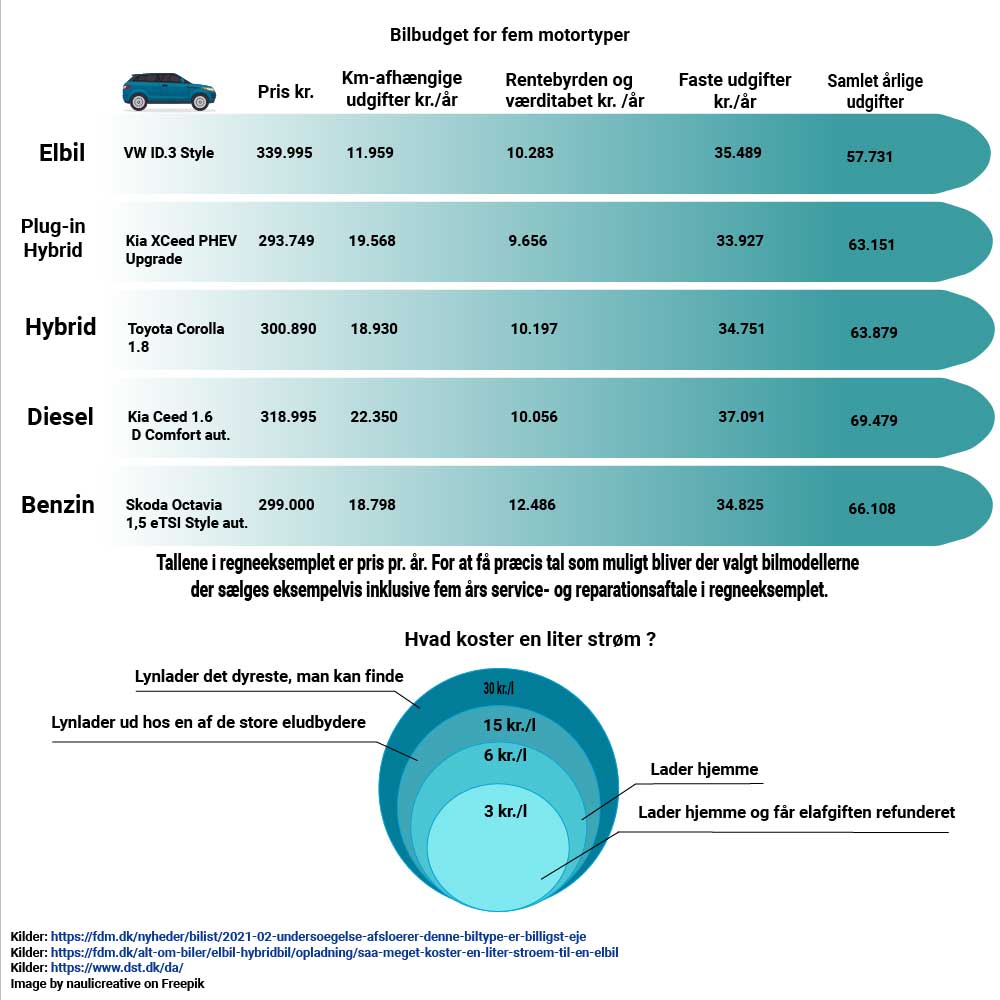 Bilbudget for fem motortyper
Pris kr.
Km-afhængige
udgifter kr./år
Rentebyrden og
værditabet kr. /år
Faste udgifter
kr./år
Samlet årlige
udgifter
Elbil
VW ID.3 Style 339.995 11.959 10.283 35.489 57.731
Plug-in
Hybrid
Kia XCeed PHEV 293.749 19.568 9.656 33.927 63.151
Upgrade
Hybrid
Toyota Corolla 300.890 18.930 10.197 34.751 63.879
1.8
Diesel
Kia Ceed 1.6 318.995 22.350 10.056 37.091 69.479
D Comfort aut.
Benzin
Skoda Octavia 299.000 18.798 12.486 34.825 66.108
1,5 eTSI Style aut.
Tallene i regneeksemplet er pris pr. år. For at få præcis tal som muligt bliver der valgt bilmodellerne
der sælges eksempelvis inklusive fem års service- og reparationsaftale i regneeksemplet.
Hvad koster en liter strøm ?
Lynlader det dyreste, man kan finde
30 kr./l
Lynlader ud hos en af de store eludbydere
15 kr./l
6 kr./l
Lader hjemme
3 kr./l
Lader hjemme og får elafgiften refunderet
Kilder: https://fdm.dk/nyheder/bilist/2021-02-undersoegelse-afsloerer-denne-biltype-er-billigst-eje
Kilder: https://fdm.dk/alt-om-biler/elbil-hybridbil/opladning/saa-meget-koster-en-liter-stroem-til-en-elbil
Kilder: https://www.dst.dk/da/
Image by naulicreative on Freepik